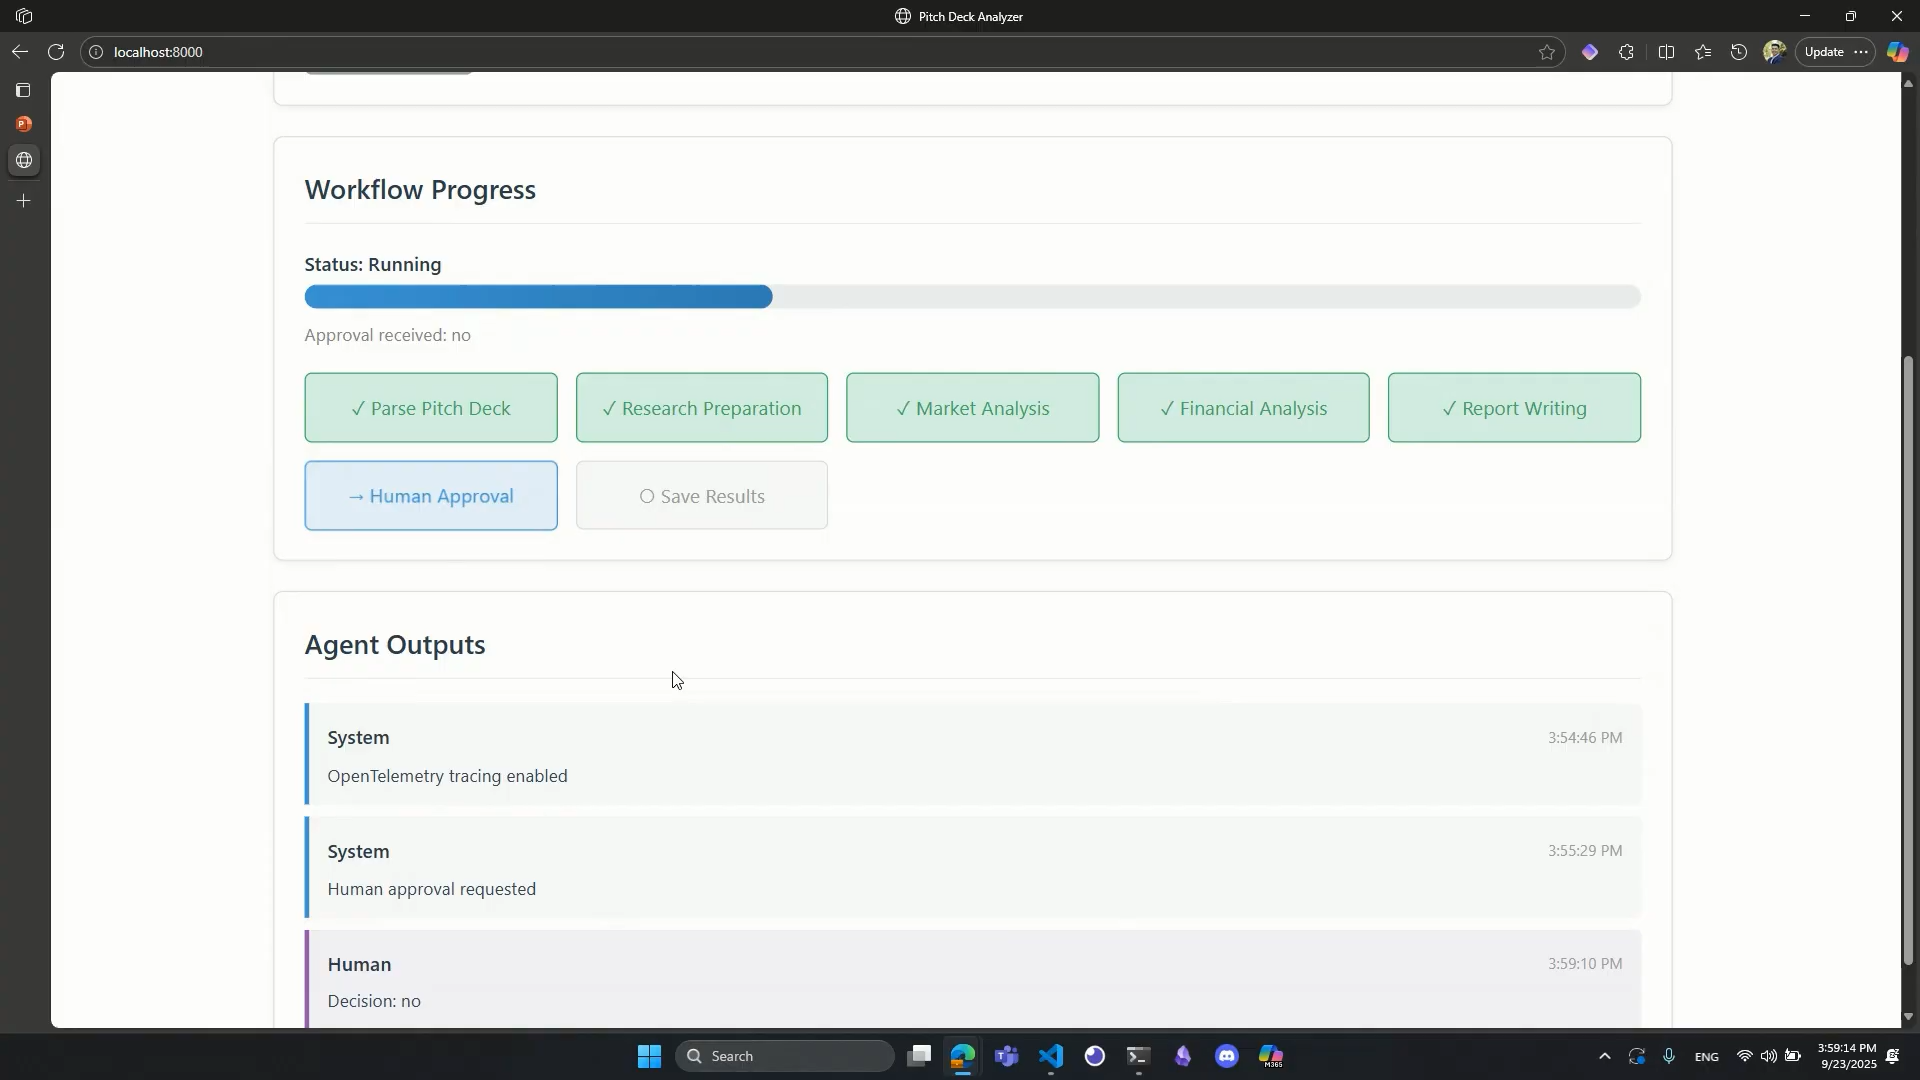 Pitch Deck Analyzer
localhost:8000
Update
Workflow Progress
Status: Running
Approval received: no
✓ Parse Pitch Deck
✓ Research Preparation
✓ Market Analysis
✓ Financial Analysis
✓ Report Writing
→ Human Approval
○ Save Results
Agent Outputs
System
3:54:46 PM
OpenTelemetry tracing enabled
System
3:55:29 PM
Human approval requested
Human
3:59:10 PM
Decision: no
Search
M365
ENG
3:59:14 PM
9/23/2025